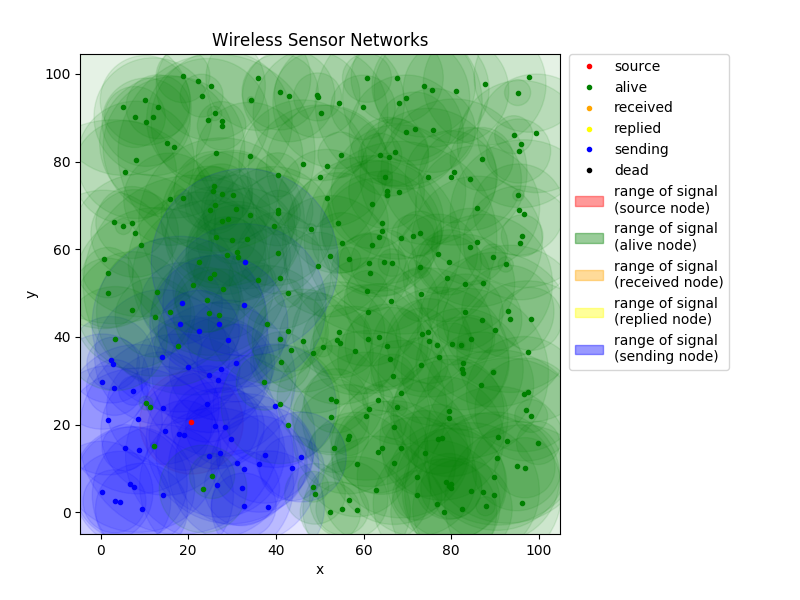 Wireless Sensor Networks
100
80
60
40
20
0
y
0 20 40 60 80 100
x
source
alive
received
replied
sending
dead
range of signal
(source node)
range of signal
(alive node)
range of signal
(received node)
range of signal
(replied node)
range of signal
(sending node)